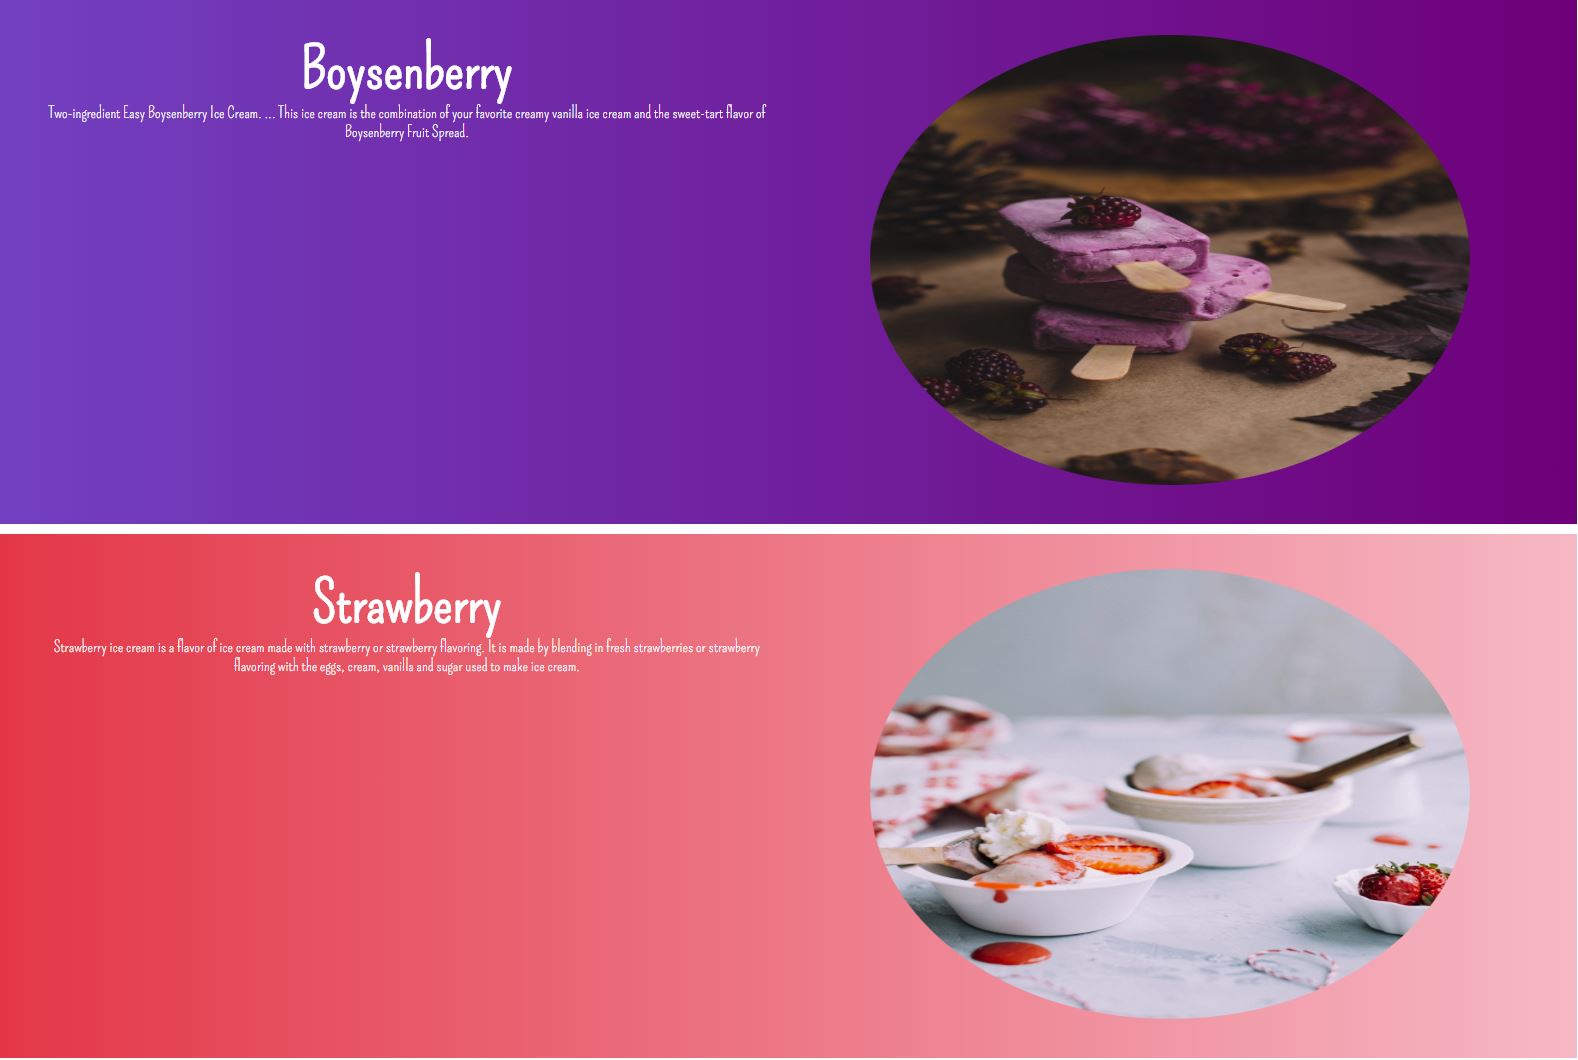 Boysenberry
Two-ingredient Easy Boysenberry Ice Cream. ... This ice cream is the combination of your favorite creamy vanilla ice cream and the sweet-tart flavor of
Boysenberry Fruit Spread.
Strawberry
Strawberry ice cream is a flavor of ice cream made with strawberry or strawberry flavoring. It is made by blending in fresh strawberries or strawberry
flavoring with the eggs, cream, vanilla and sugar used to make ice cream.